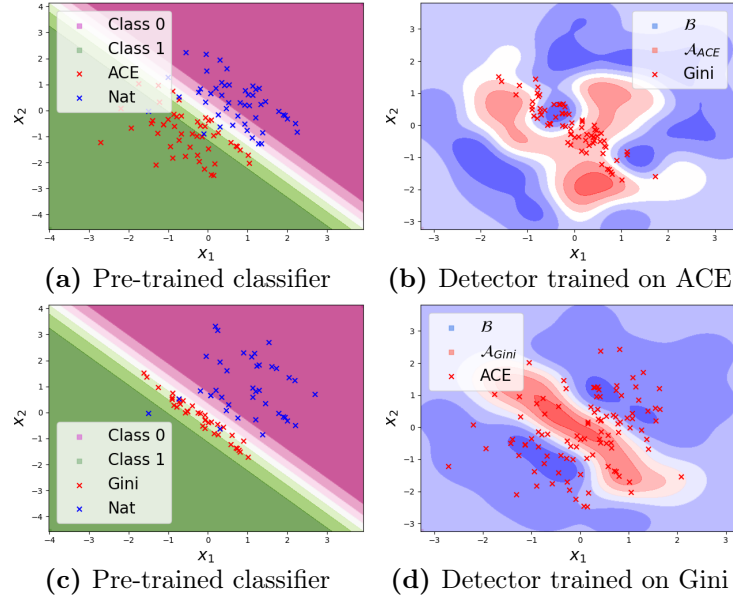 Class 0
Class 1
ACE
Nat
x₂
4
3
2
1
0
-1
-2
-3
-4
-4 -3 -2 -1 0 1 2 3
x₁
(a) Pre-trained classifier
ℬ
𝒜_ACE
Gini
x₂
3
2
1
0
-1
-2
-3
-3 -2 -1 0 1 2 3
x₁
(b) Detector trained on ACE
Class 0
Class 1
Gini
Nat
x₂
4
3
2
1
0
-1
-2
-3
-4
-4 -3 -2 -1 0 1 2 3
x₁
(c) Pre-trained classifier
ℬ
𝒜_Gini
ACE
x₂
3
2
1
0
-1
-2
-3
-3 -2 -1 0 1 2 3
x₁
(d) Detector trained on Gini